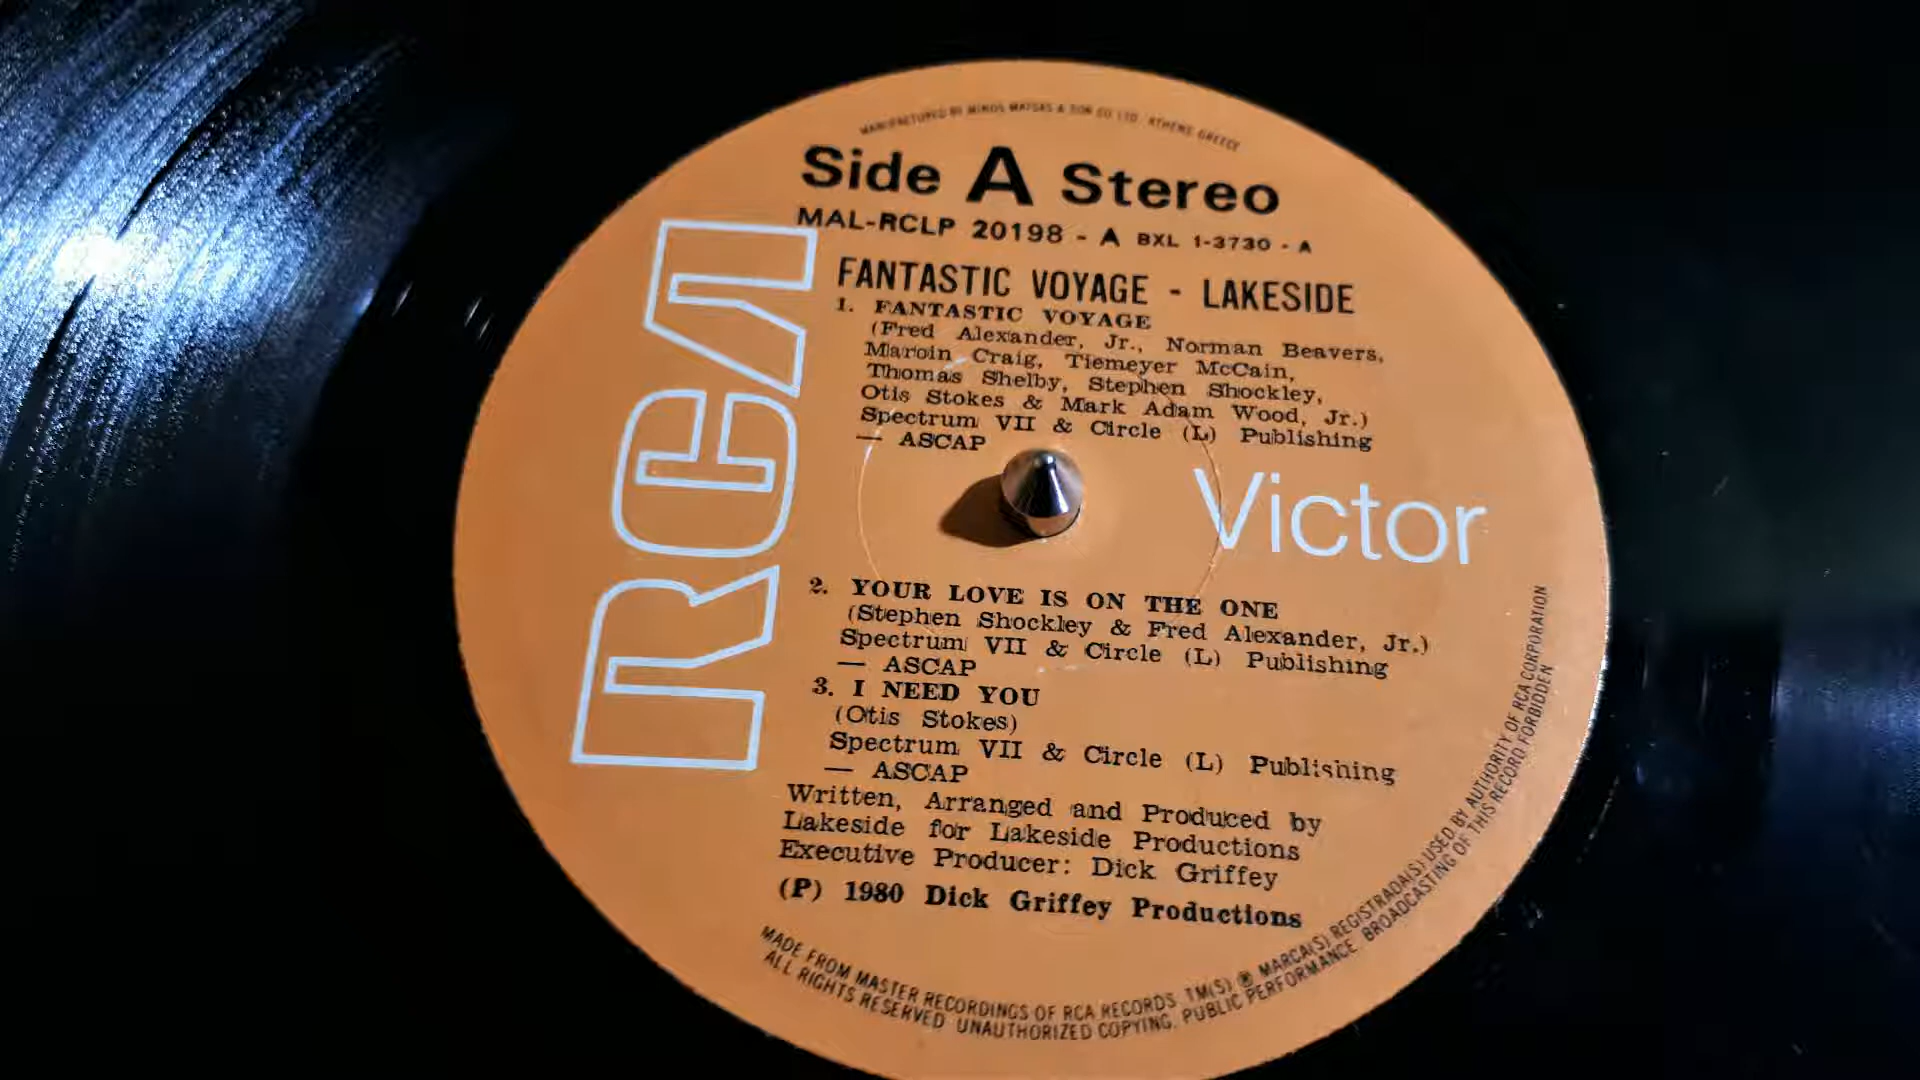 MANUFACTURED BY MINOS MATSAS & SON CO LTD. ATHENS GREECE
Side A Stereo
MAL-RCLP 20198 - A BXL 1-3730 - A
FANTASTIC VOYAGE - LAKESIDE
1. FANTASTIC VOYAGE
(Fred Alexander, Jr., Norman Beavers,
Marvin Craig, Tiemeyer McCain,
Thomas Shelby, Stephen Shockley,
Otis Stokes & Mark Adam Wood, Jr.)
Spectrum VII & Circle (L) Publishing
— ASCAP
RCA
Victor
2. YOUR LOVE IS ON THE ONE
(Stephen Shockley & Fred Alexander, Jr.)
Spectrum VII & Circle (L) Publishing
— ASCAP
3. I NEED YOU
(Otis Stokes)
Spectrum VII & Circle (L) Publishing
— ASCAP
Written, Arranged and Produced by
Lakeside for Lakeside Productions
Executive Producer: Dick Griffey
(P) 1980 Dick Griffey Productions
MADE FROM MASTER RECORDINGS OF RCA RECORDS. TM(S) ® MARCA(S) REGISTRADA(S) USED BY AUTHORITY OF RCA CORPORATION
ALL RIGHTS RESERVED UNAUTHORIZED COPYING, PUBLIC PERFORMANCE. BROADCASTING OF THIS RECORD FORBIDDEN